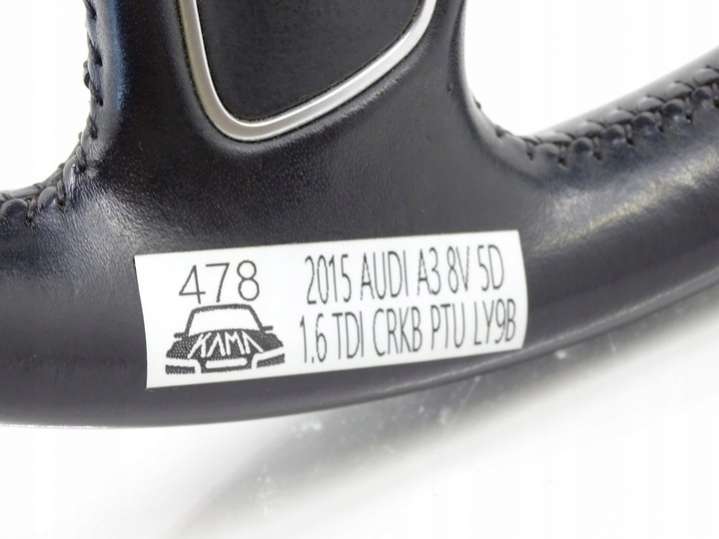 478
KAMA
2015 AUDI A3 8V 5D
1.6 TDI CRKB PTU LY9B